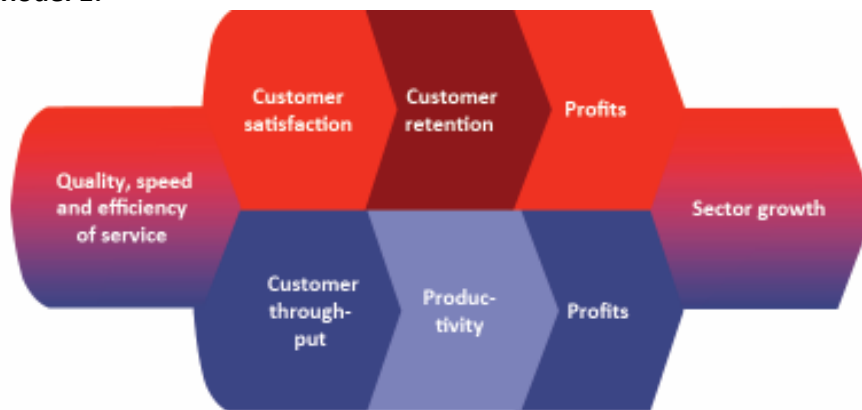 Customer
satisfaction
Customer
retention
Profits
Quality, speed
and efficiency
of service
Sector growth
Customer
through-
put
Produc-
tivity
Profits